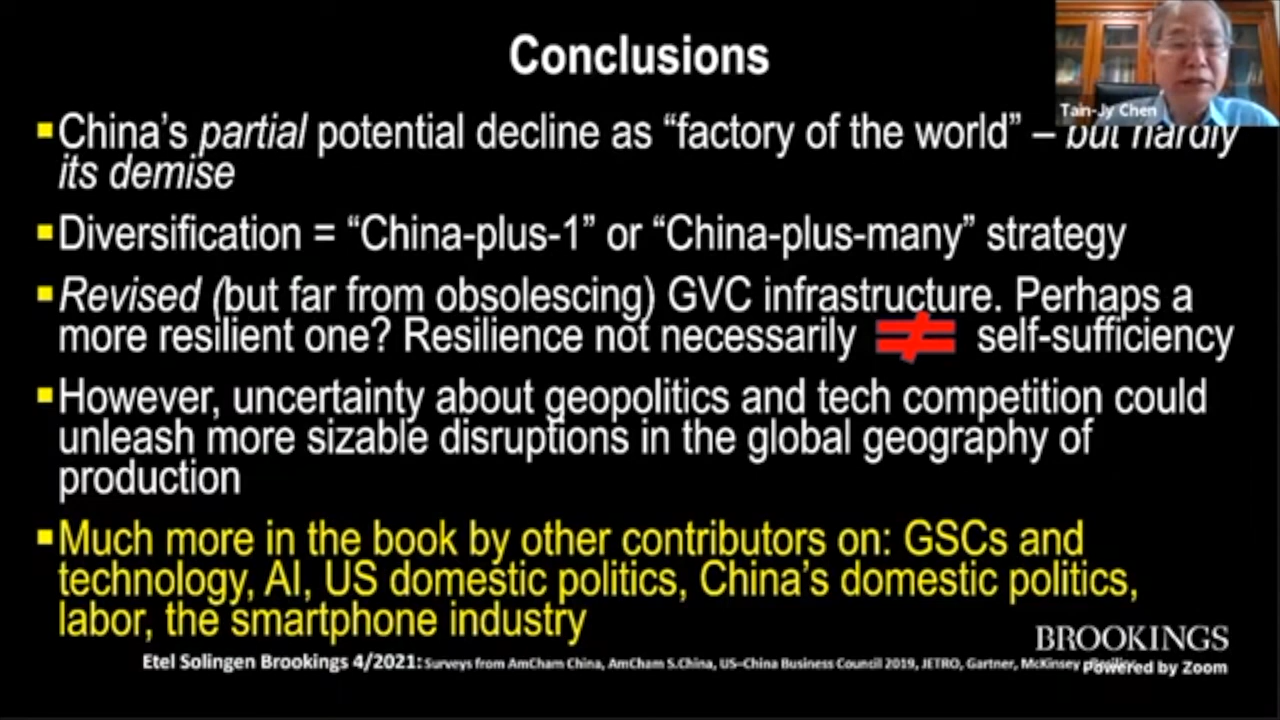 Conclusions
Tain-Jy Chen
▪China’s partial potential decline as “factory of the world” – but hardly
its demise
▪Diversification = “China-plus-1” or “China-plus-many” strategy
▪Revised (but far from obsolescing) GVC infrastructure. Perhaps a
more resilient one? Resilience not necessarily ≠ self-sufficiency
▪However, uncertainty about geopolitics and tech competition could
unleash more sizable disruptions in the global geography of
production
▪Much more in the book by other contributors on: GSCs and
technology, AI, US domestic politics, China’s domestic politics,
labor, the smartphone industry
BROOKINGS
Etel Solingen Brookings 4/2021: Surveys from AmCham China, AmCham S.China, US–China Business Council 2019, JETRO, Gartner, McKinsey
Powered by Zoom